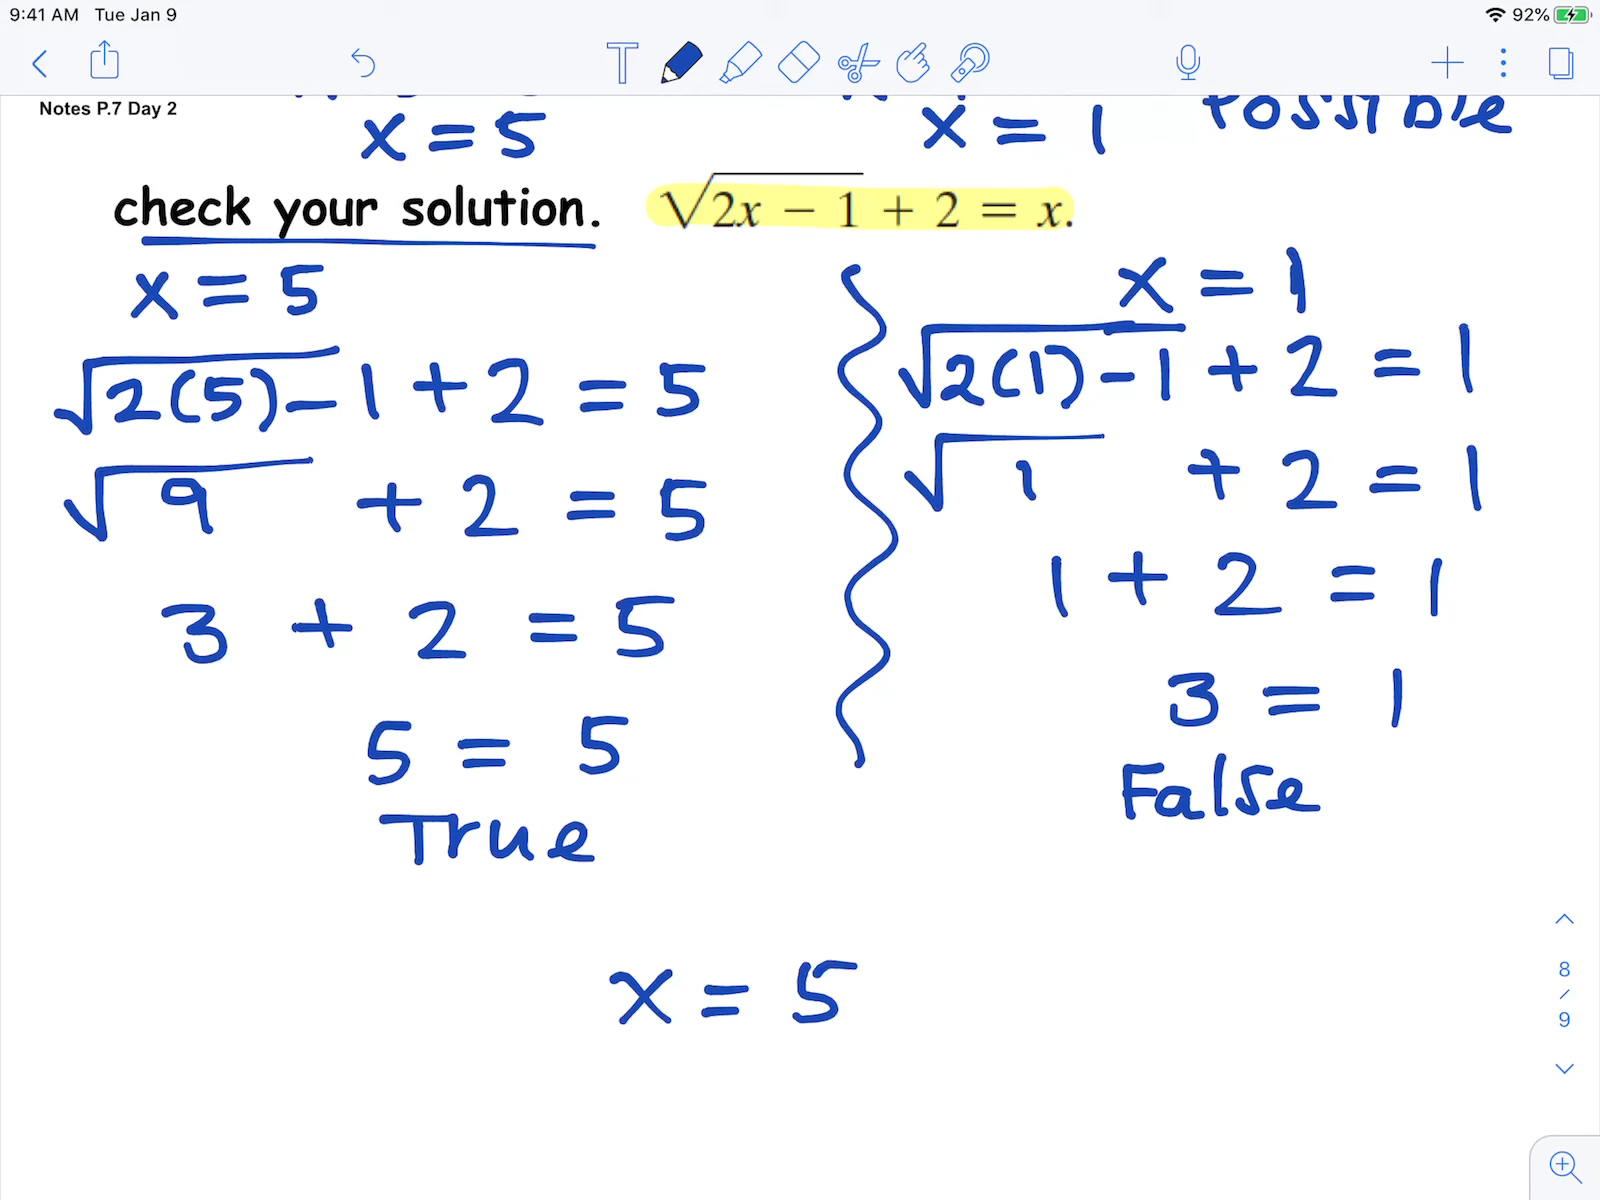 9:41 AM Tue Jan 9 92%
T
Notes P.7 Day 2
x = 5 x = 1 Possible
check your solution. √2x − 1 + 2 = x.
x = 5
√2(5) - 1 + 2 = 5
√9 + 2 = 5
3 + 2 = 5
5 = 5
True
x = 1
√2(1) - 1 + 2 = 1
√1 + 2 = 1
1 + 2 = 1
3 = 1
False
x = 5
8
/
9